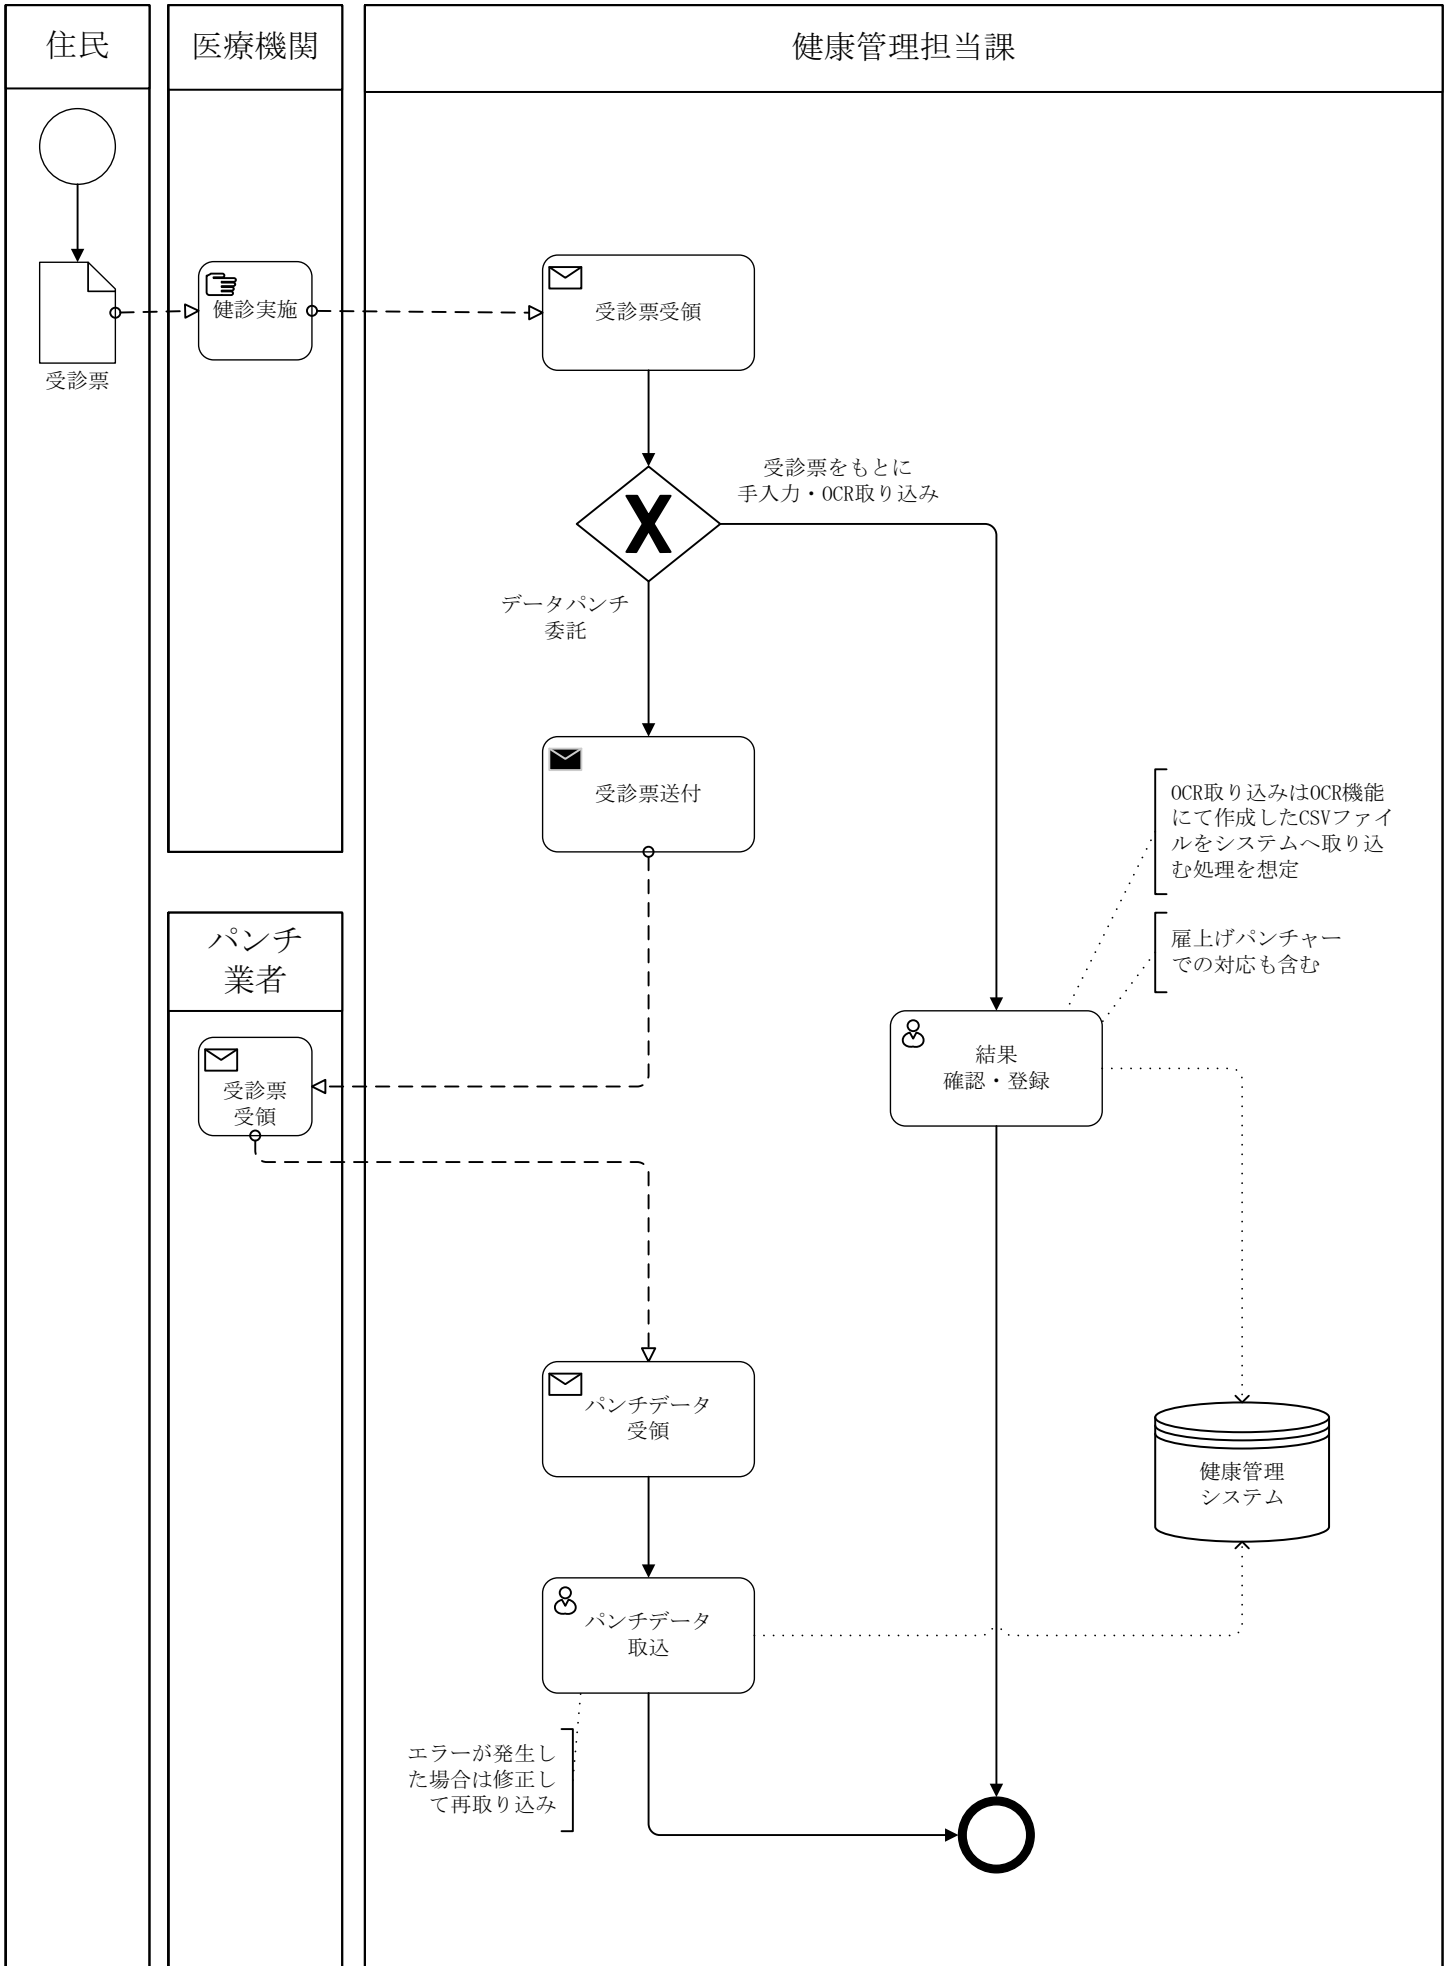 住民
医療機関
健康管理担当課
受診票
健診実施
受診票受領
受診票をもとに
手入力・OCR取り込み
データパンチ
委託
受診票送付
OCR取り込みはOCR機能
にて作成したCSVファイ
ルをシステムへ取り込
む処理を想定
雇上げパンチャー
での対応も含む
パンチ
業者
受診票
受領
結果
確認・登録
パンチデータ
受領
健康管理
システム
パンチデータ
取込
エラーが発生し
た場合は修正し
て再取り込み